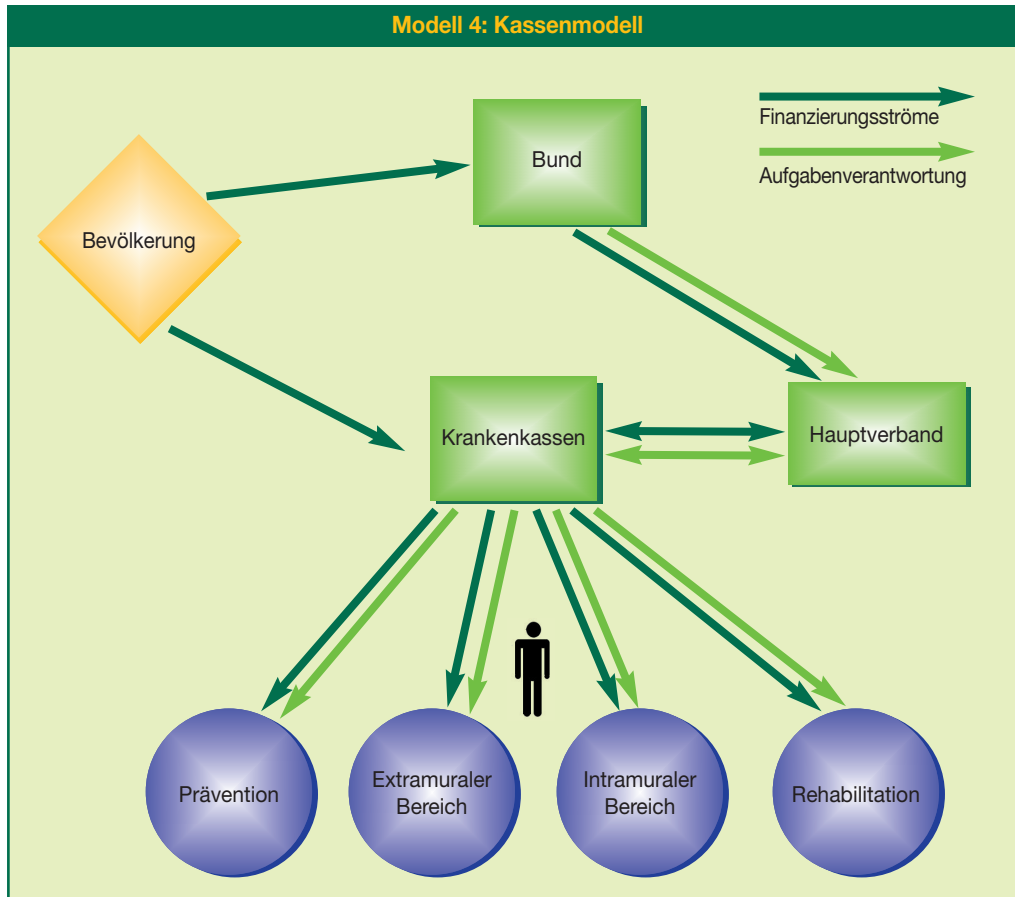 Modell 4: Kassenmodell
Finanzierungsströme
Aufgabenverantwortung
Bund
Bevölkerung
Krankenkassen
Hauptverband
Prävention
Extramuraler
Bereich
Intramuraler
Bereich
Rehabilitation